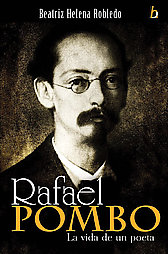 Beatriz Helena Robledo
b
Rafael
POMBO
La vida de un poeta